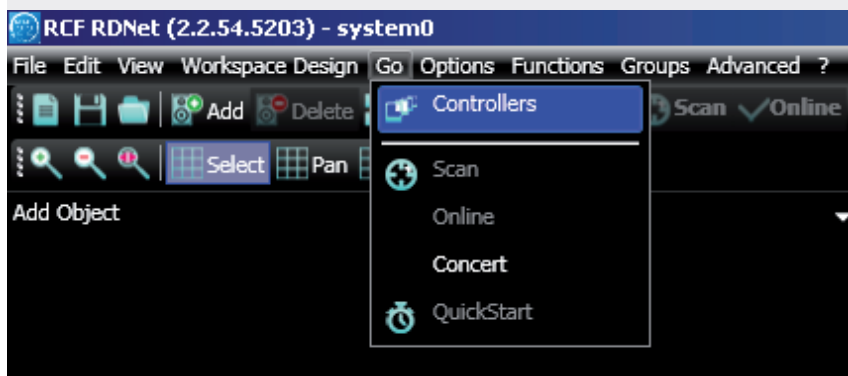 RCF RDNet (2.2.54.5203) - system0
File Edit View Workspace Design Go Options Functions Groups Advanced ?
Add Delete Scan Online
Controllers
Select Pan
Scan
Add Object
Online
Concert
QuickStart